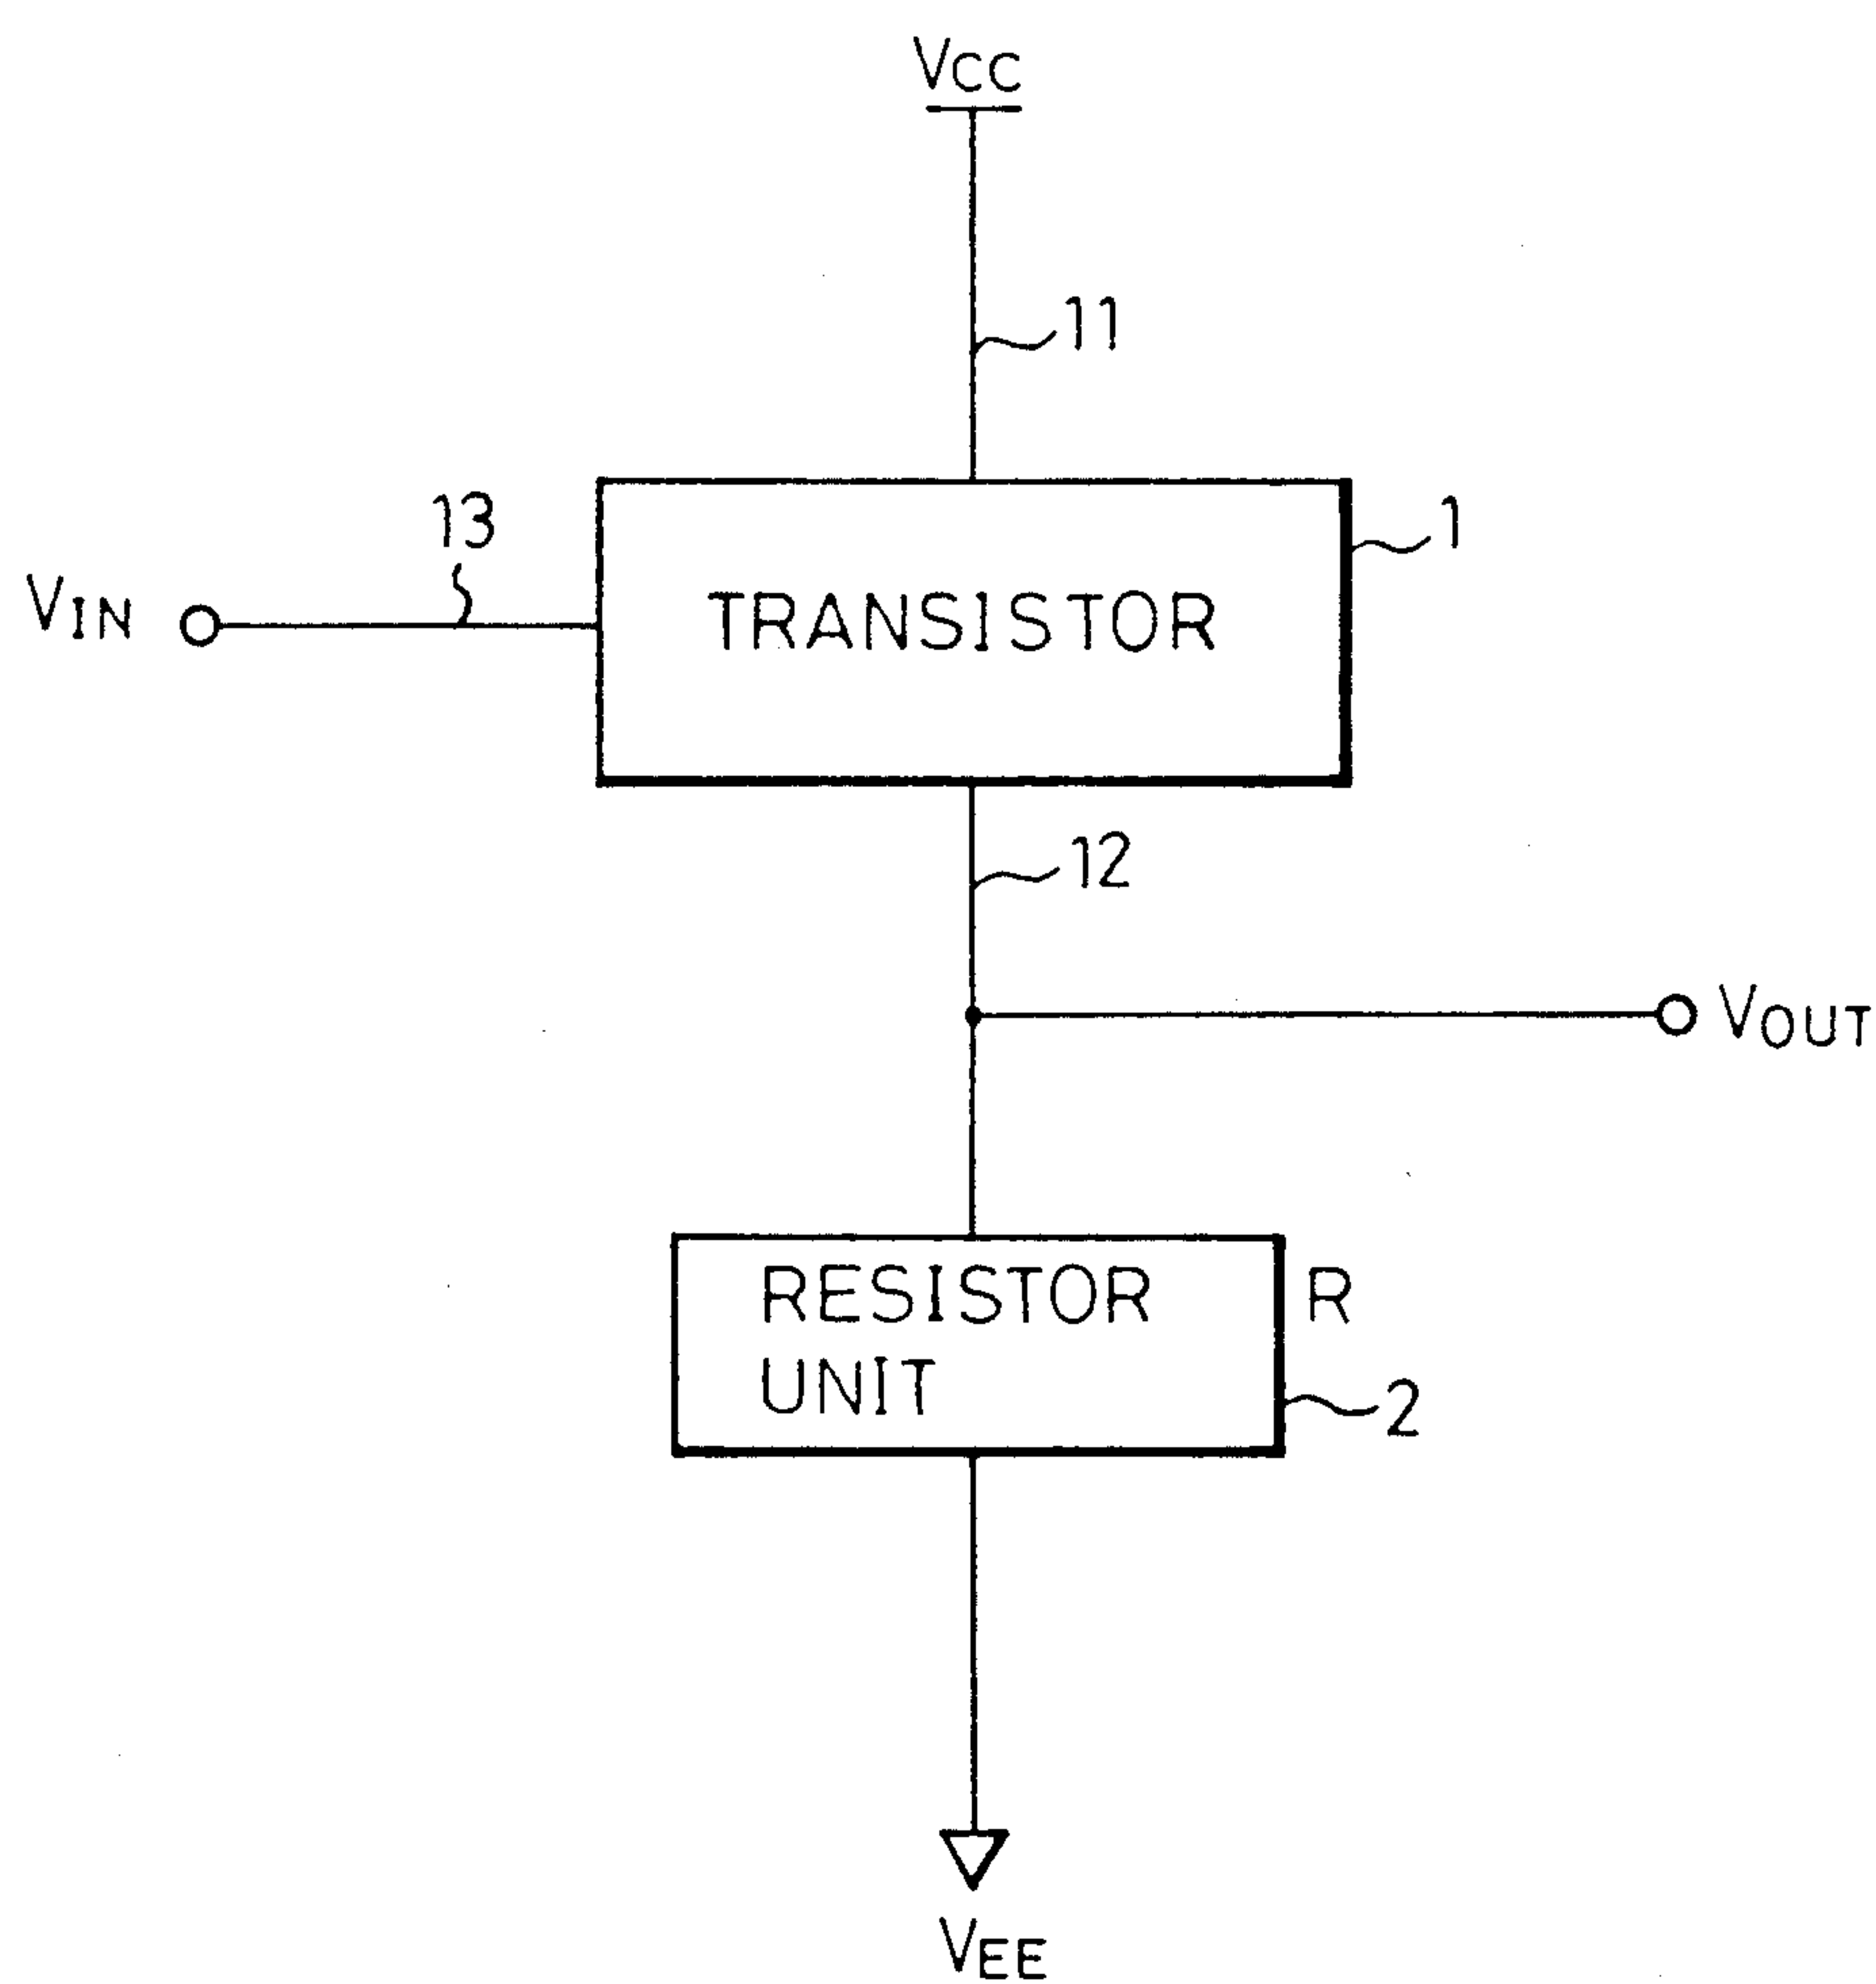 VCC
11
13
1
VIN
TRANSISTOR
12
VOUT
RESISTOR
UNIT
R
2
VEE